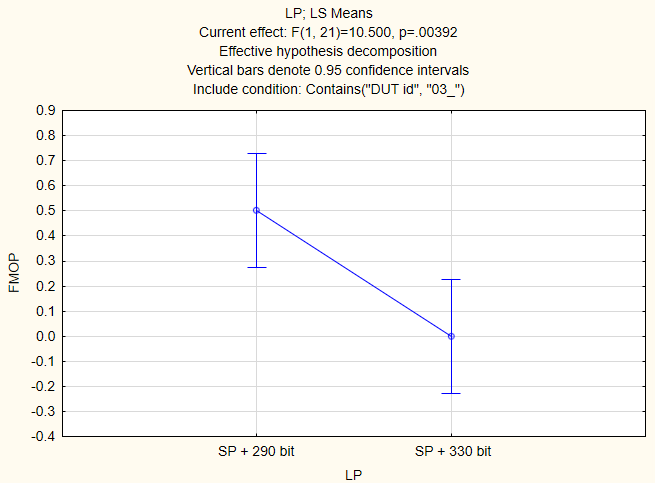 LP; LS Means
Current effect: F(1, 21)=10.500, p=.00392
Effective hypothesis decomposition
Vertical bars denote 0.95 confidence intervals
Include condition: Contains("DUT id", "03_")
0.9
0.8
0.7
0.6
0.5
0.4
0.3
0.2
0.1
0.0
-0.1
-0.2
-0.3
-0.4
FMOP
SP + 290 bit
SP + 330 bit
LP